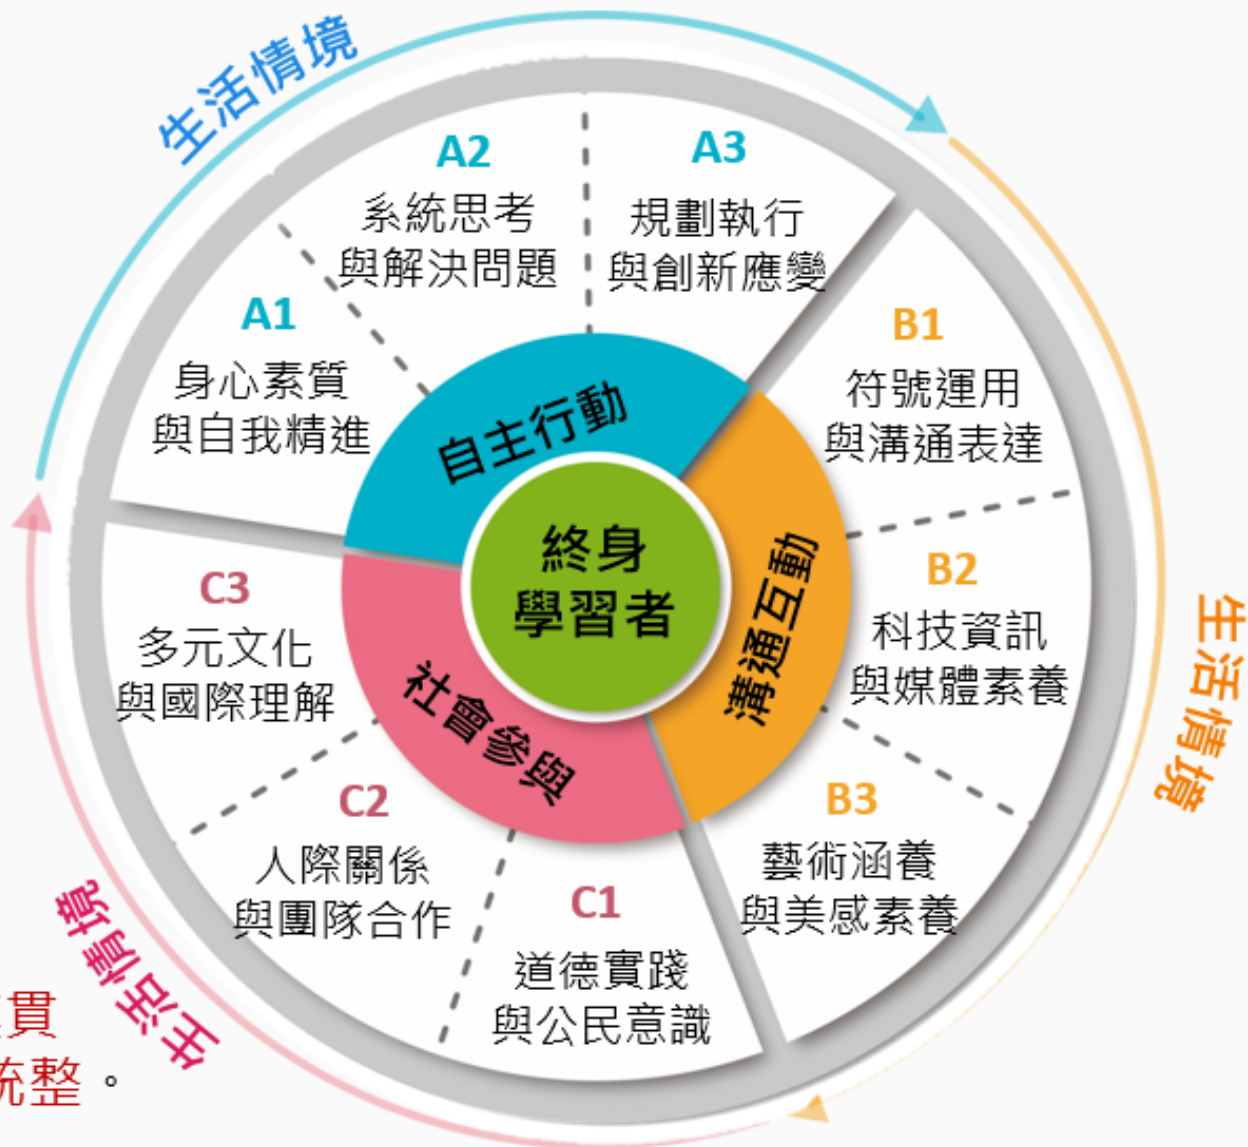 生活情境
A1
身心素質
與自我精進
A2
系統思考
與解決問題
A3
規劃執行
與創新應變
自主行動
B1
符號運用
與溝通表達
B2
科技資訊
與媒體素養
B3
藝術涵養
與美感素養
溝通互動
生活情境
C1
道德實踐
與公民意識
C2
人際關係
與團隊合作
C3
多元文化
與國際理解
社會參與
生活情境
終身
學習者
貫
統整。